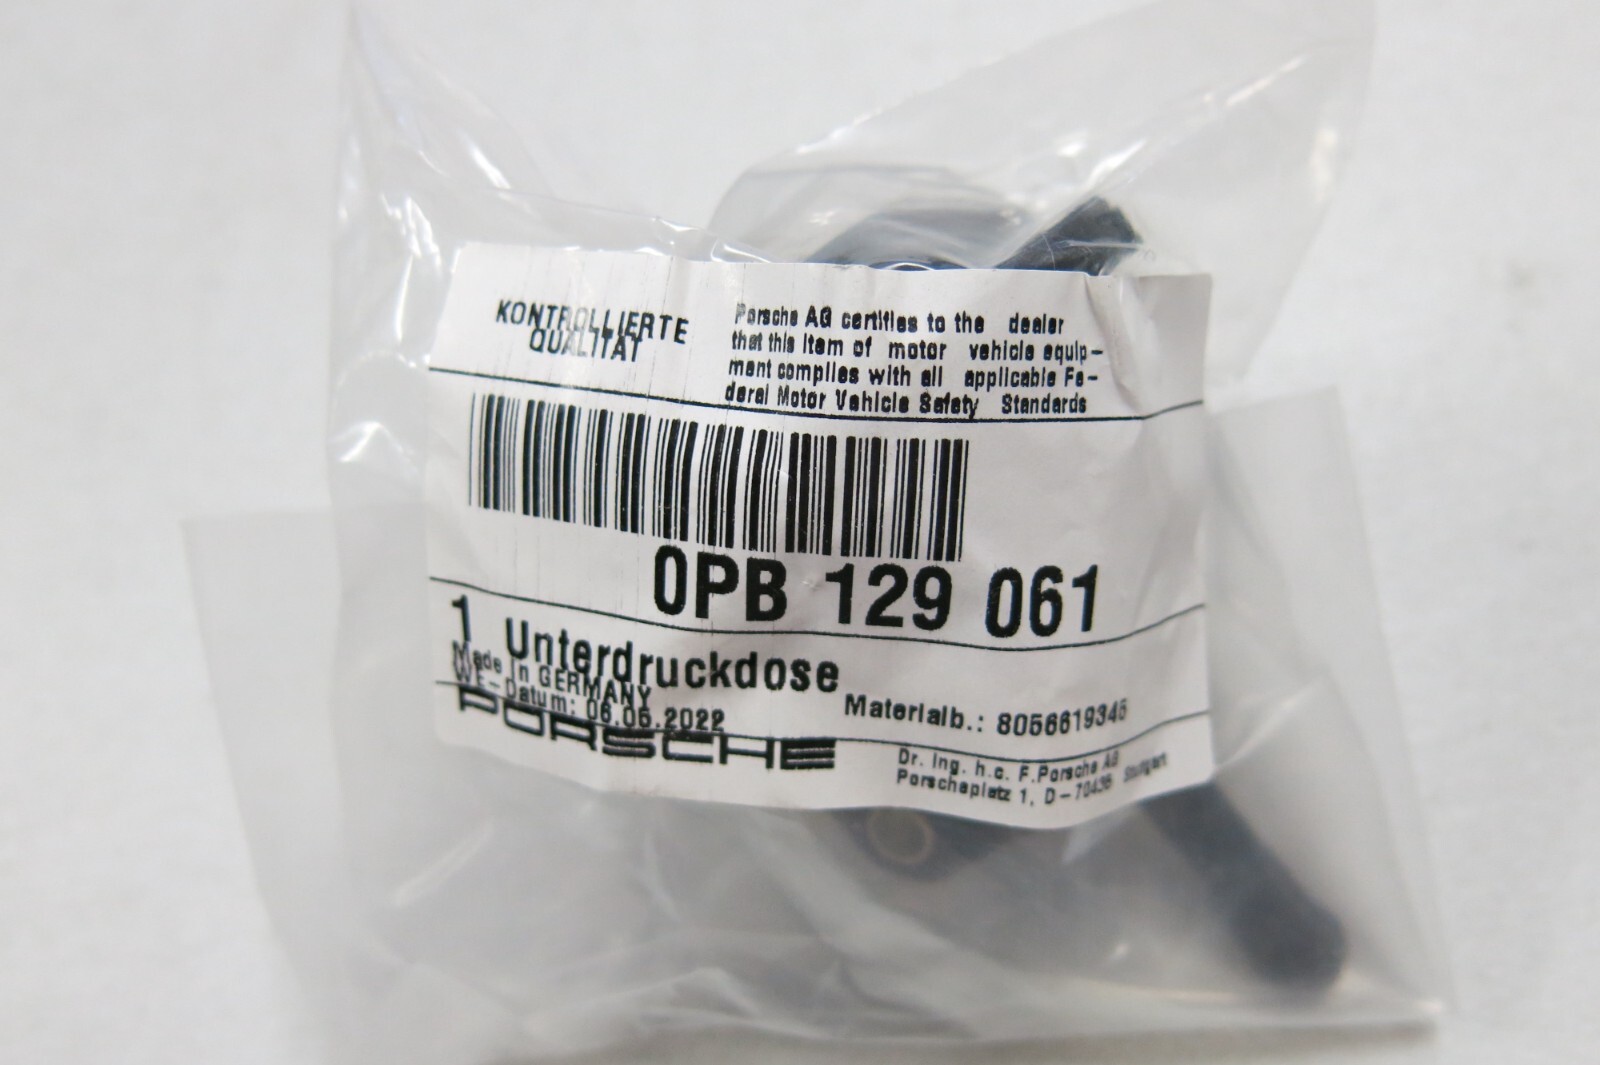 KONTROLLIERTE
QUALITÄT
Porsche AG certifies to the dealer
that this item of motor vehicle equip-
ment complies with all applicable Fe-
deral Motor Vehicle Safety Standards
0PB 129 061
1 Unterdruckdose
Made in GERMANY
WE-Datum: 06.05.2022
Materialb.: 8056619345
PORSCHE
Dr. Ing. h.c. F.Porsche AG
Porscheplatz 1, D-70435 Stuttgart